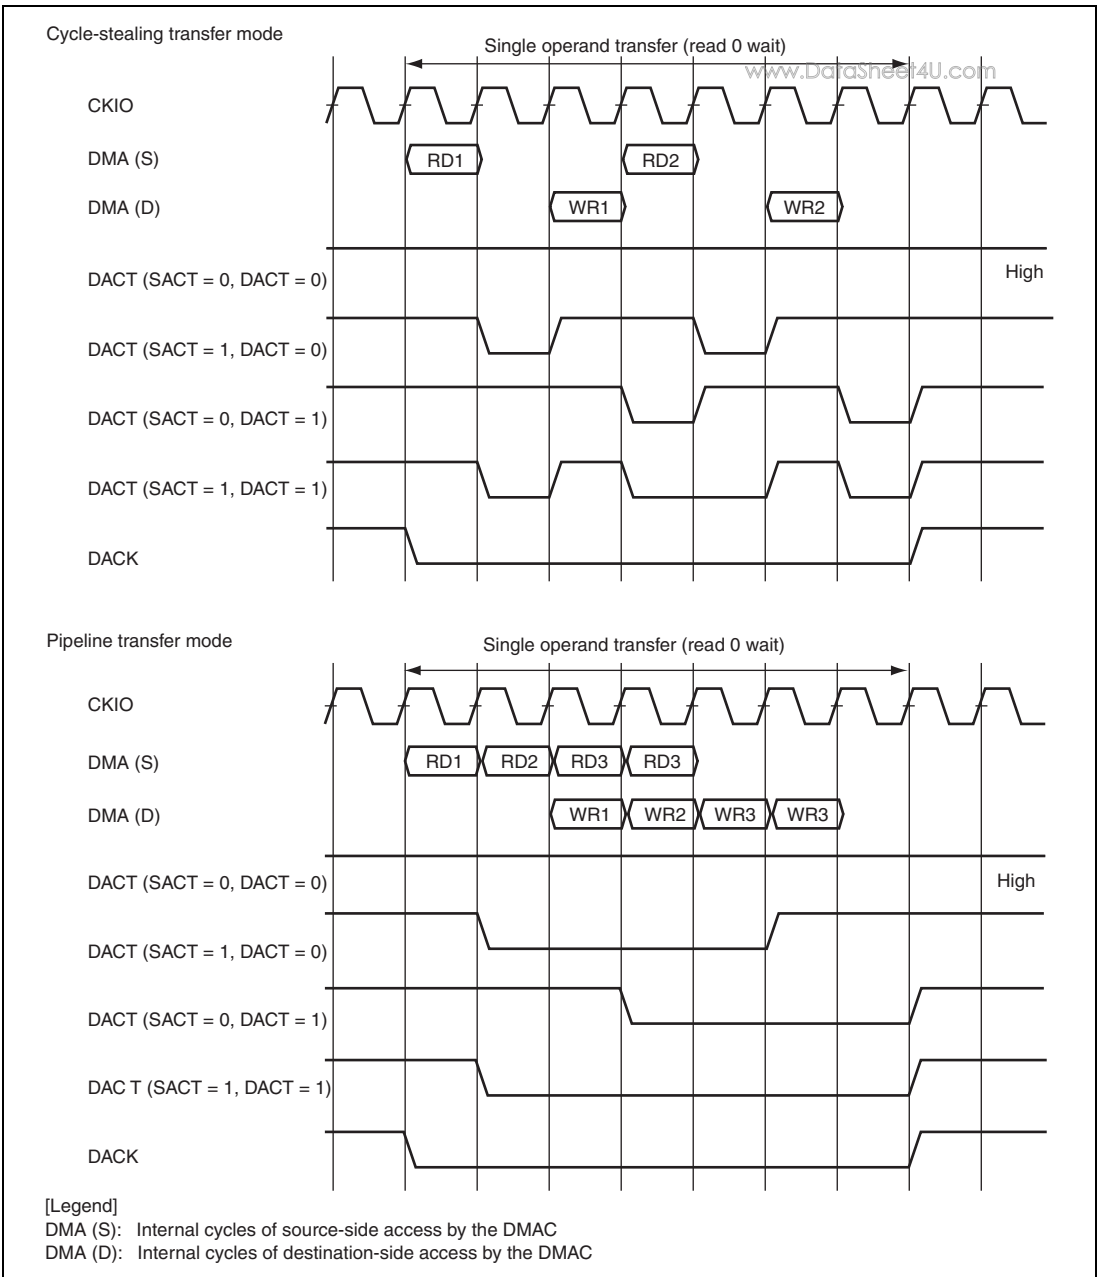 Cycle-stealing transfer mode
Single operand transfer (read 0 wait)
www.DataSheet4U.com
CKIO
DMA (S)
RD1
RD2
DMA (D)
WR1
WR2
DACT (SACT = 0, DACT = 0)
High
DACT (SACT = 1, DACT = 0)
DACT (SACT = 0, DACT = 1)
DACT (SACT = 1, DACT = 1)
DACK
Pipeline transfer mode
Single operand transfer (read 0 wait)
CKIO
DMA (S)
RD1
RD2
RD3
RD3
DMA (D)
WR1
WR2
WR3
WR3
DACT (SACT = 0, DACT = 0)
High
DACT (SACT = 1, DACT = 0)
DACT (SACT = 0, DACT = 1)
DAC T (SACT = 1, DACT = 1)
DACK
[Legend]
DMA (S): Internal cycles of source-side access by the DMAC
DMA (D): Internal cycles of destination-side access by the DMAC